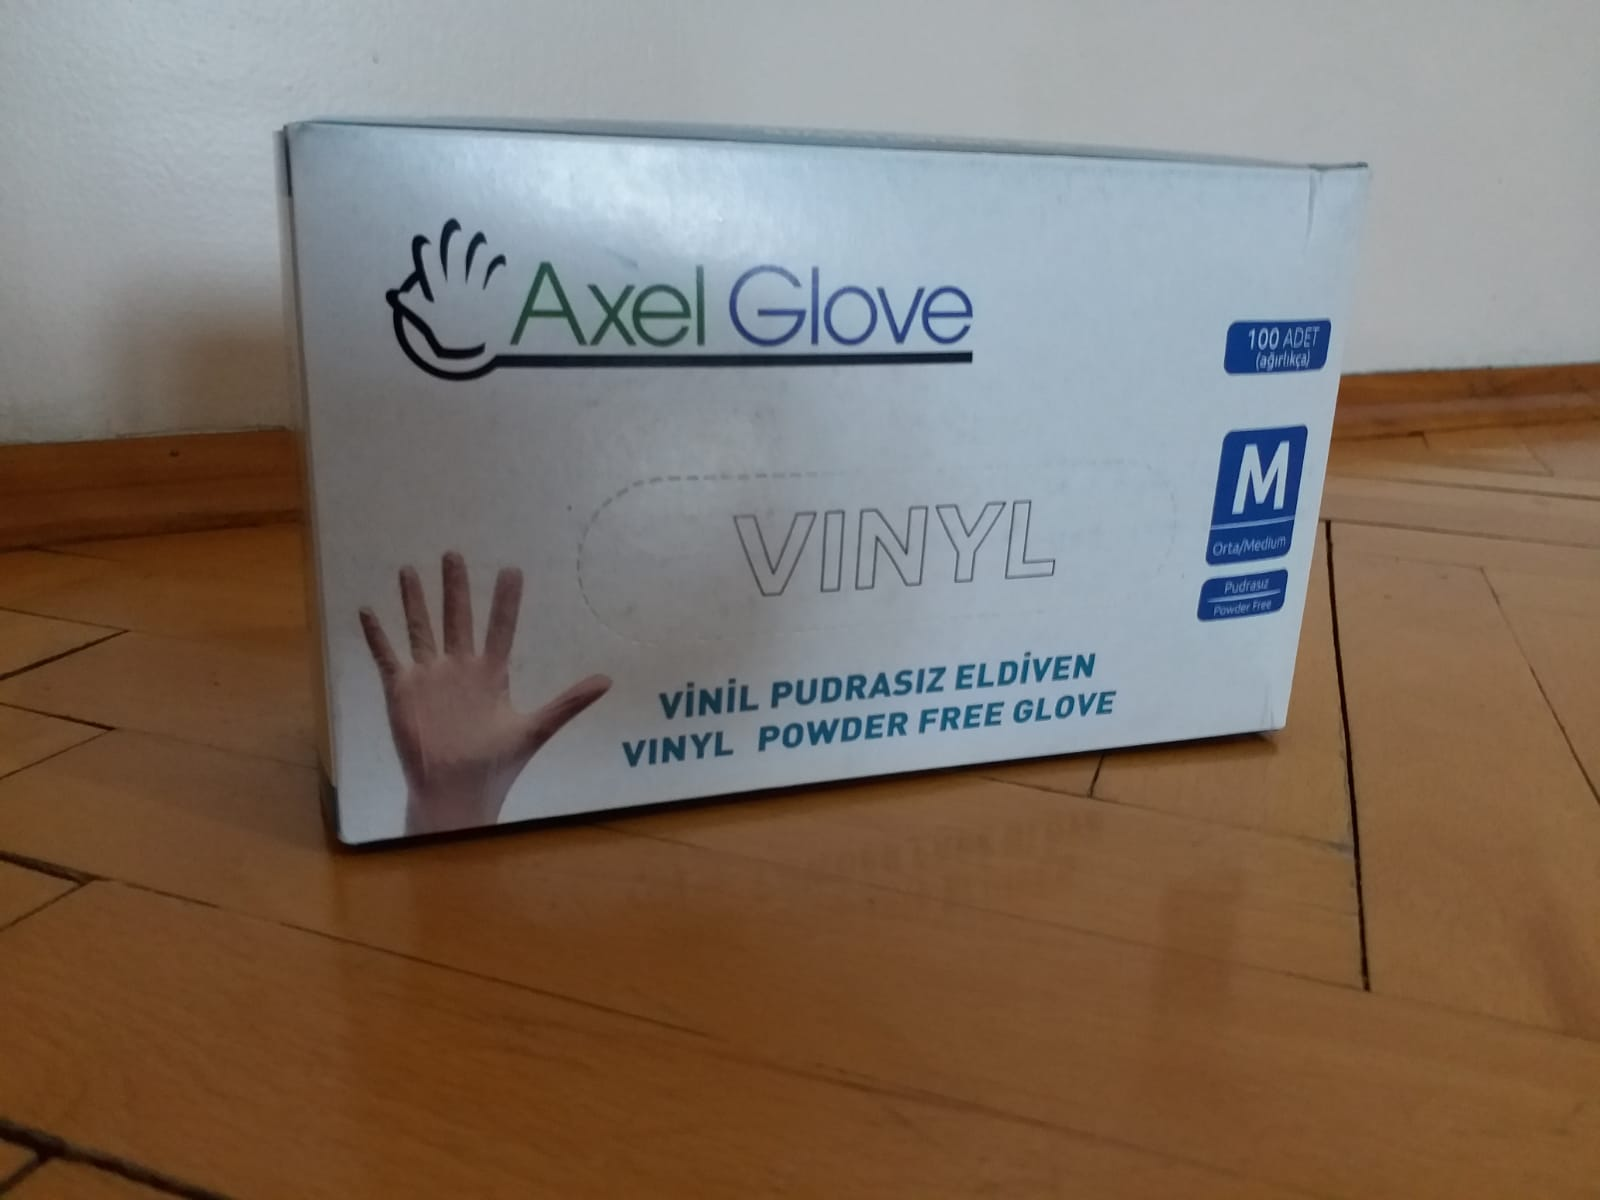 Axel Glove
100 ADET
(ağırlıkça)
M
Orta/Medium
Pudrasız
Powder Free
VINYL
VİNİL PUDRASIZ ELDİVEN
VINYL POWDER FREE GLOVE